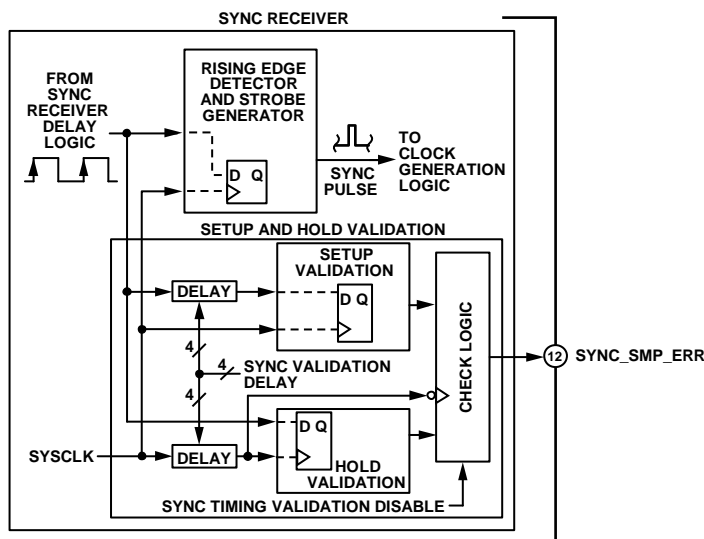 SYNC RECEIVER
FROM
SYNC
RECEIVER
DELAY
LOGIC
RISING EDGE
DETECTOR
AND STROBE
GENERATOR
D Q
SYNC
PULSE
TO
CLOCK
GENERATION
LOGIC
SETUP AND HOLD VALIDATION
SETUP
VALIDATION
DELAY
D Q
4
4
SYNC VALIDATION
DELAY
4
CHECK LOGIC
12
SYNC_SMP_ERR
D Q
SYSCLK
DELAY
HOLD
VALIDATION
SYNC TIMING VALIDATION DISABLE